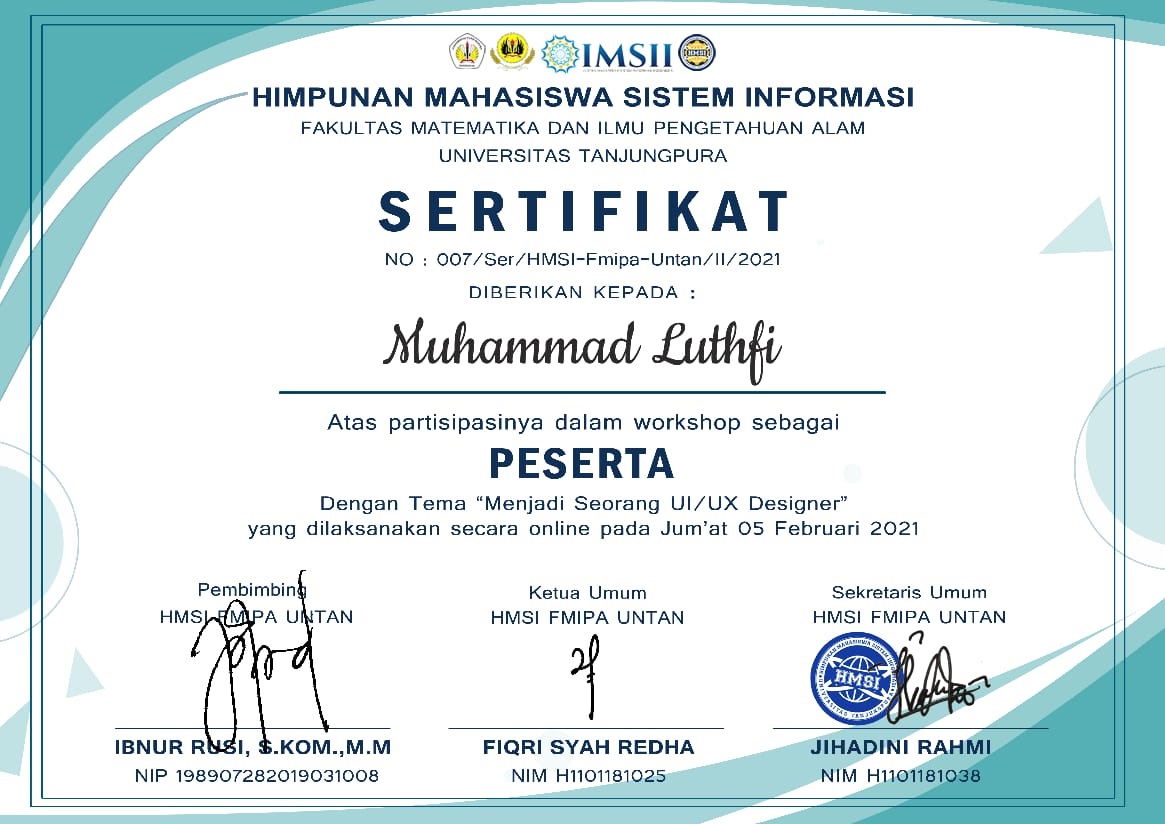 IMSII
HIMPUNAN MAHASISWA SISTEM INFORMASI
FAKULTAS MATEMATIKA DAN ILMU PENGETAHUAN ALAM
UNIVERSITAS TANJUNGPURA
SERTIFIKAT
NO : 007/Ser/HMSI-Fmipa-Untan/II/2021
DIBERIKAN KEPADA :
Muhammad Luthfi
Atas partisipasinya dalam workshop sebagai
PESERTA
Dengan Tema “Menjadi Seorang UI/UX Designer”
yang dilaksanakan secara online pada Jum’at 05 Februari 2021
Pembimbing
HMSI FMIPA UNTAN
IBNUR RUSI, S.KOM.,M.M
NIP 198907282019031008
Ketua Umum
HMSI FMIPA UNTAN
FIQRI SYAH REDHA
NIM H1101181025
Sekretaris Umum
HMSI FMIPA UNTAN
HMSI
JIHADINI RAHMI
NIM H1101181038